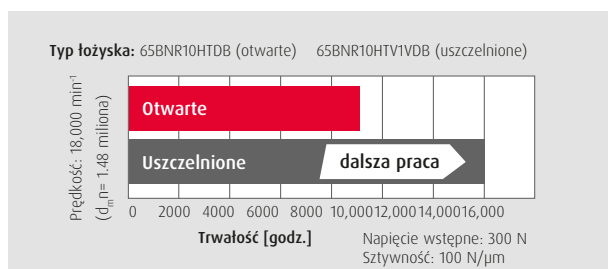 Typ łożyska: 65BNR10HTDB (otwarte) 65BNR10HTV1VDB (uszczelnione)
Prędkość: 18,000 min⁻¹
(dₘn= 1.48 miliona)
Otwarte
Uszczelnione
dalsza praca
0 2000 4000 6000 8000 10,000 12,000 14,000 16,000
Trwałość [godz.]
Napięcie wstępne: 300 N
Sztywność: 100 N/μm